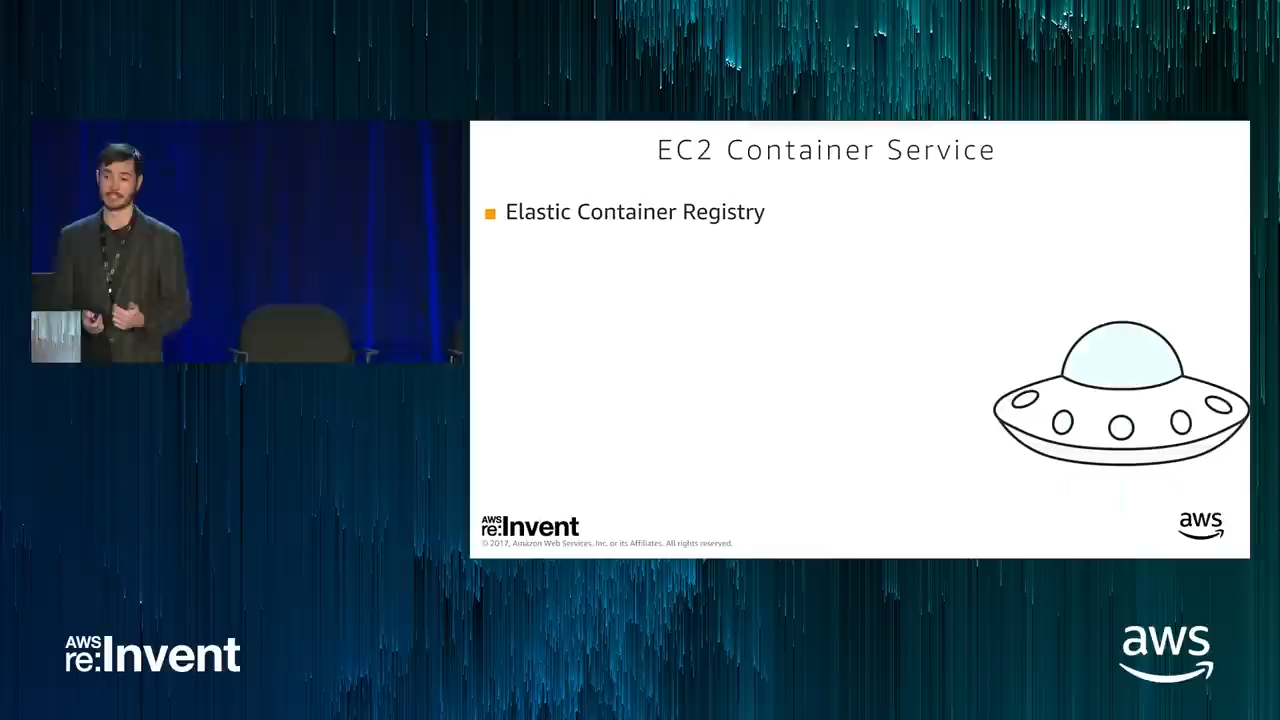 EC2 Container Service
Elastic Container Registry
AWS
re:Invent
© 2017, Amazon Web Services, Inc. or its Affiliates. All rights reserved.
aws
AWS
re:Invent
aws